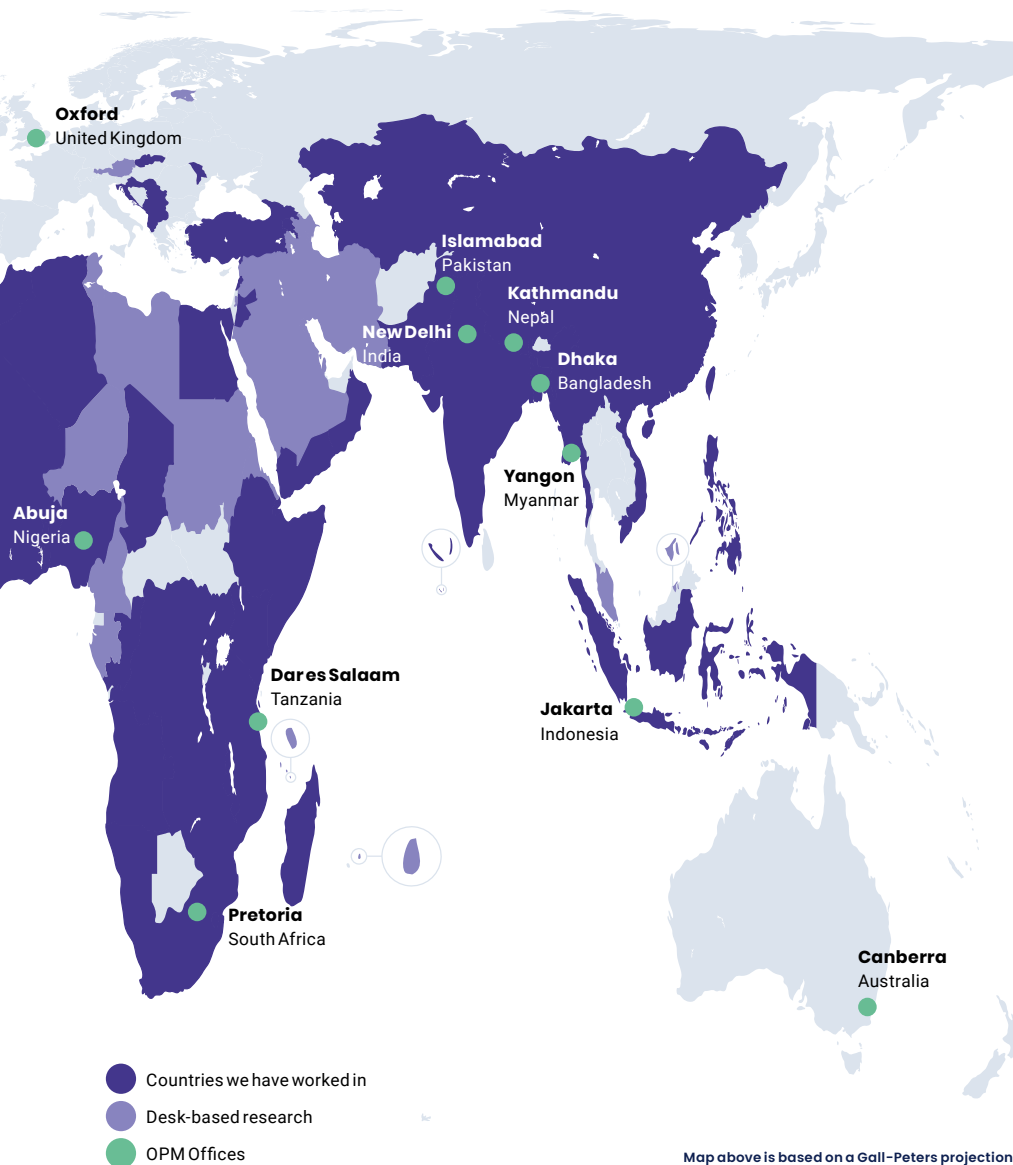 Oxford
United Kingdom
Islamabad
Pakistan
Kathmandu
Nepal
New Delhi
India
Dhaka
Bangladesh
Yangon
Myanmar
Abuja
Nigeria
Dar es Salaam
Tanzania
Jakarta
Indonesia
Pretoria
South Africa
Canberra
Australia
Countries we have worked in
Desk-based research
OPM Offices
Map above is based on a Gall-Peters projection